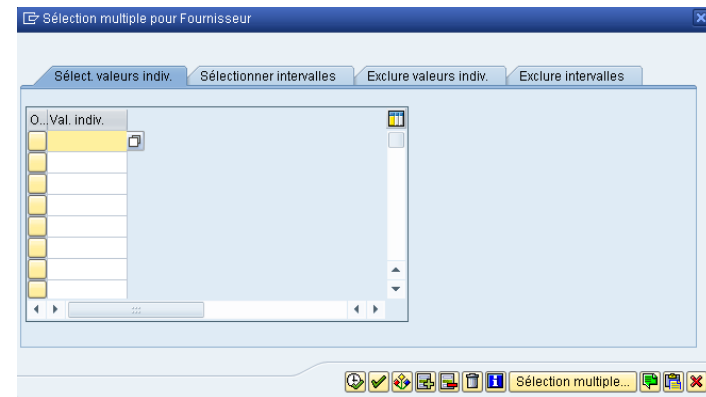 Sélection multiple pour Fournisseur
Sélect. valeurs indiv. Sélectionner intervalles Exclure valeurs indiv. Exclure intervalles
O.. Val. indiv.
Sélection multiple...